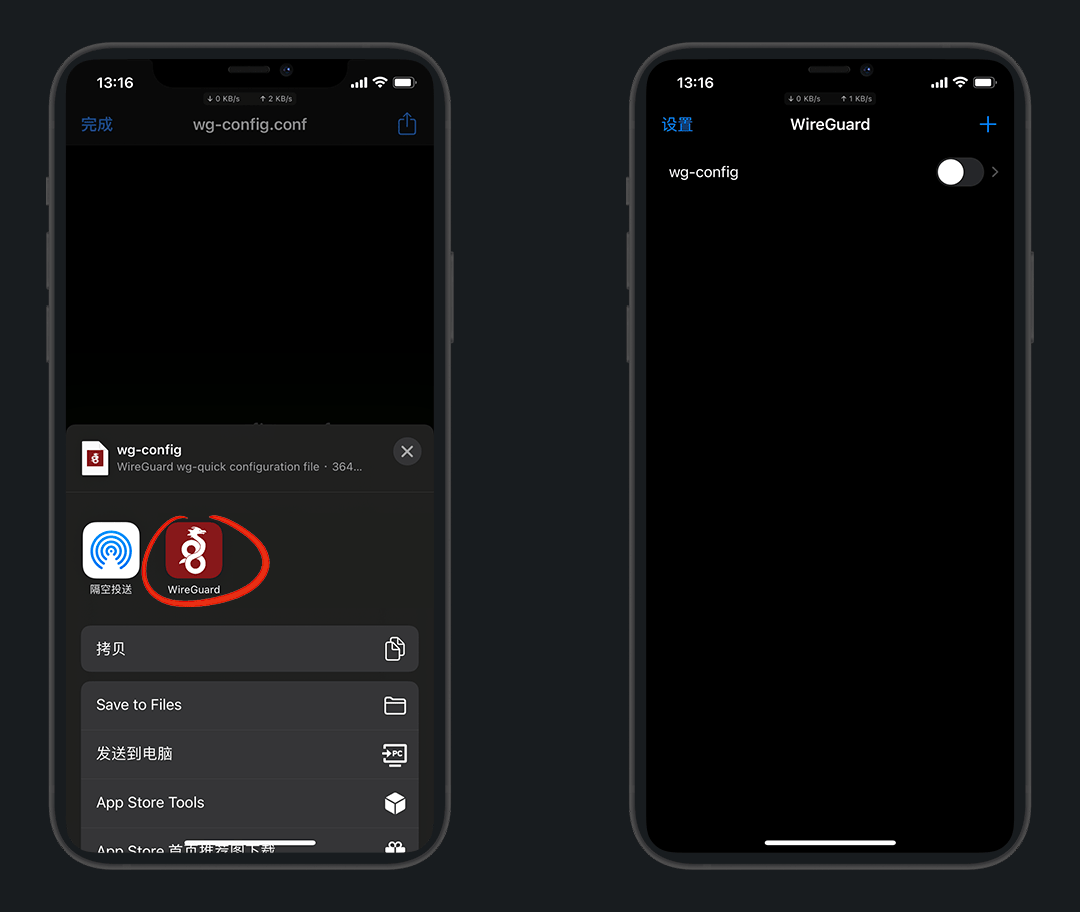 13:16
↓ 0 KB/s ↑ 2 KB/s
完成 wg-config.conf
wg-config
WireGuard wg-quick configuration file · 364...
隔空投送 WireGuard
拷贝
Save to Files
发送到电脑
PC
App Store Tools
App Store 首页推荐图下载
13:16
↓ 0 KB/s ↑ 1 KB/s
设置 WireGuard
wg-config